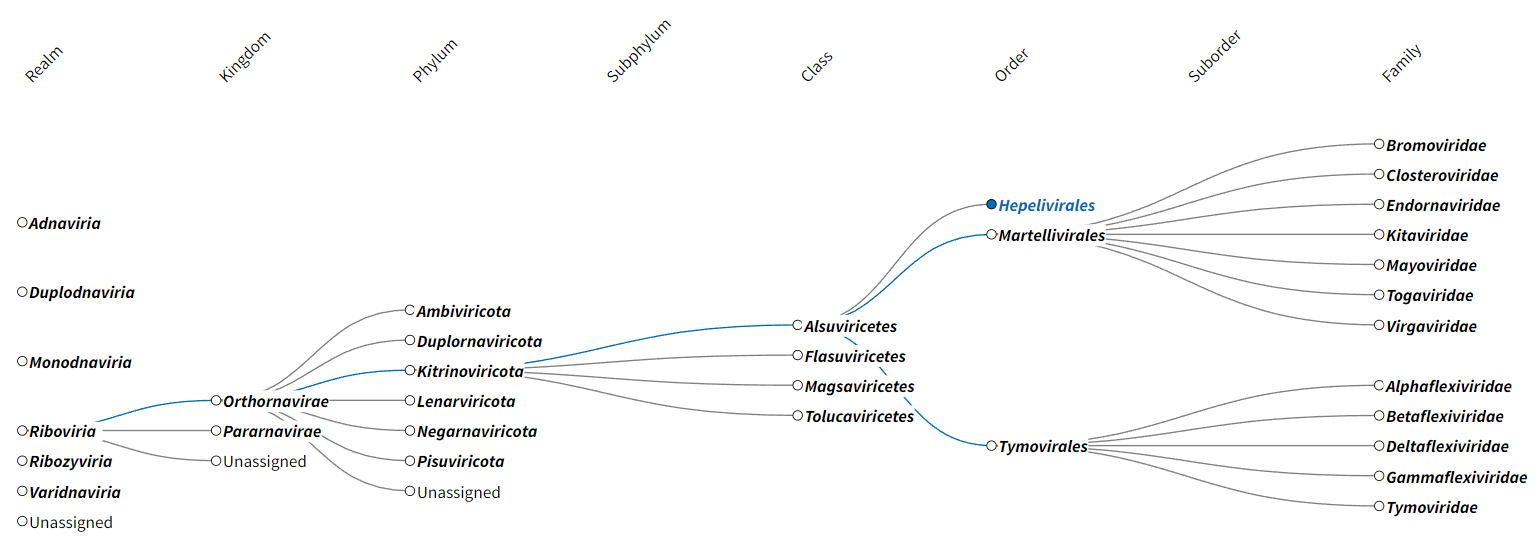 Realm
Kingdom
Phylum
Subphylum
Class
Order
Suborder
Family
Adnaviria
Duplodnaviria
Monodnaviria
Riboviria
Ribozyviria
Varidnaviria
Unassigned
Orthornavirae
Pararnavirae
Unassigned
Ambiviricota
Duplornaviricota
Kitrinoviricota
Lenarviricota
Negarnaviricota
Pisuviricota
Unassigned
Alsuviricetes
Flasuviricetes
Magsaviricetes
Tolucaviricetes
Hepelivirales
Martellivirales
Tymovirales
Bromoviridae
Closteroviridae
Endornaviridae
Kitaviridae
Mayoviridae
Togaviridae
Virgaviridae
Alphaflexiviridae
Betaflexiviridae
Deltaflexiviridae
Gammaflexiviridae
Tymoviridae